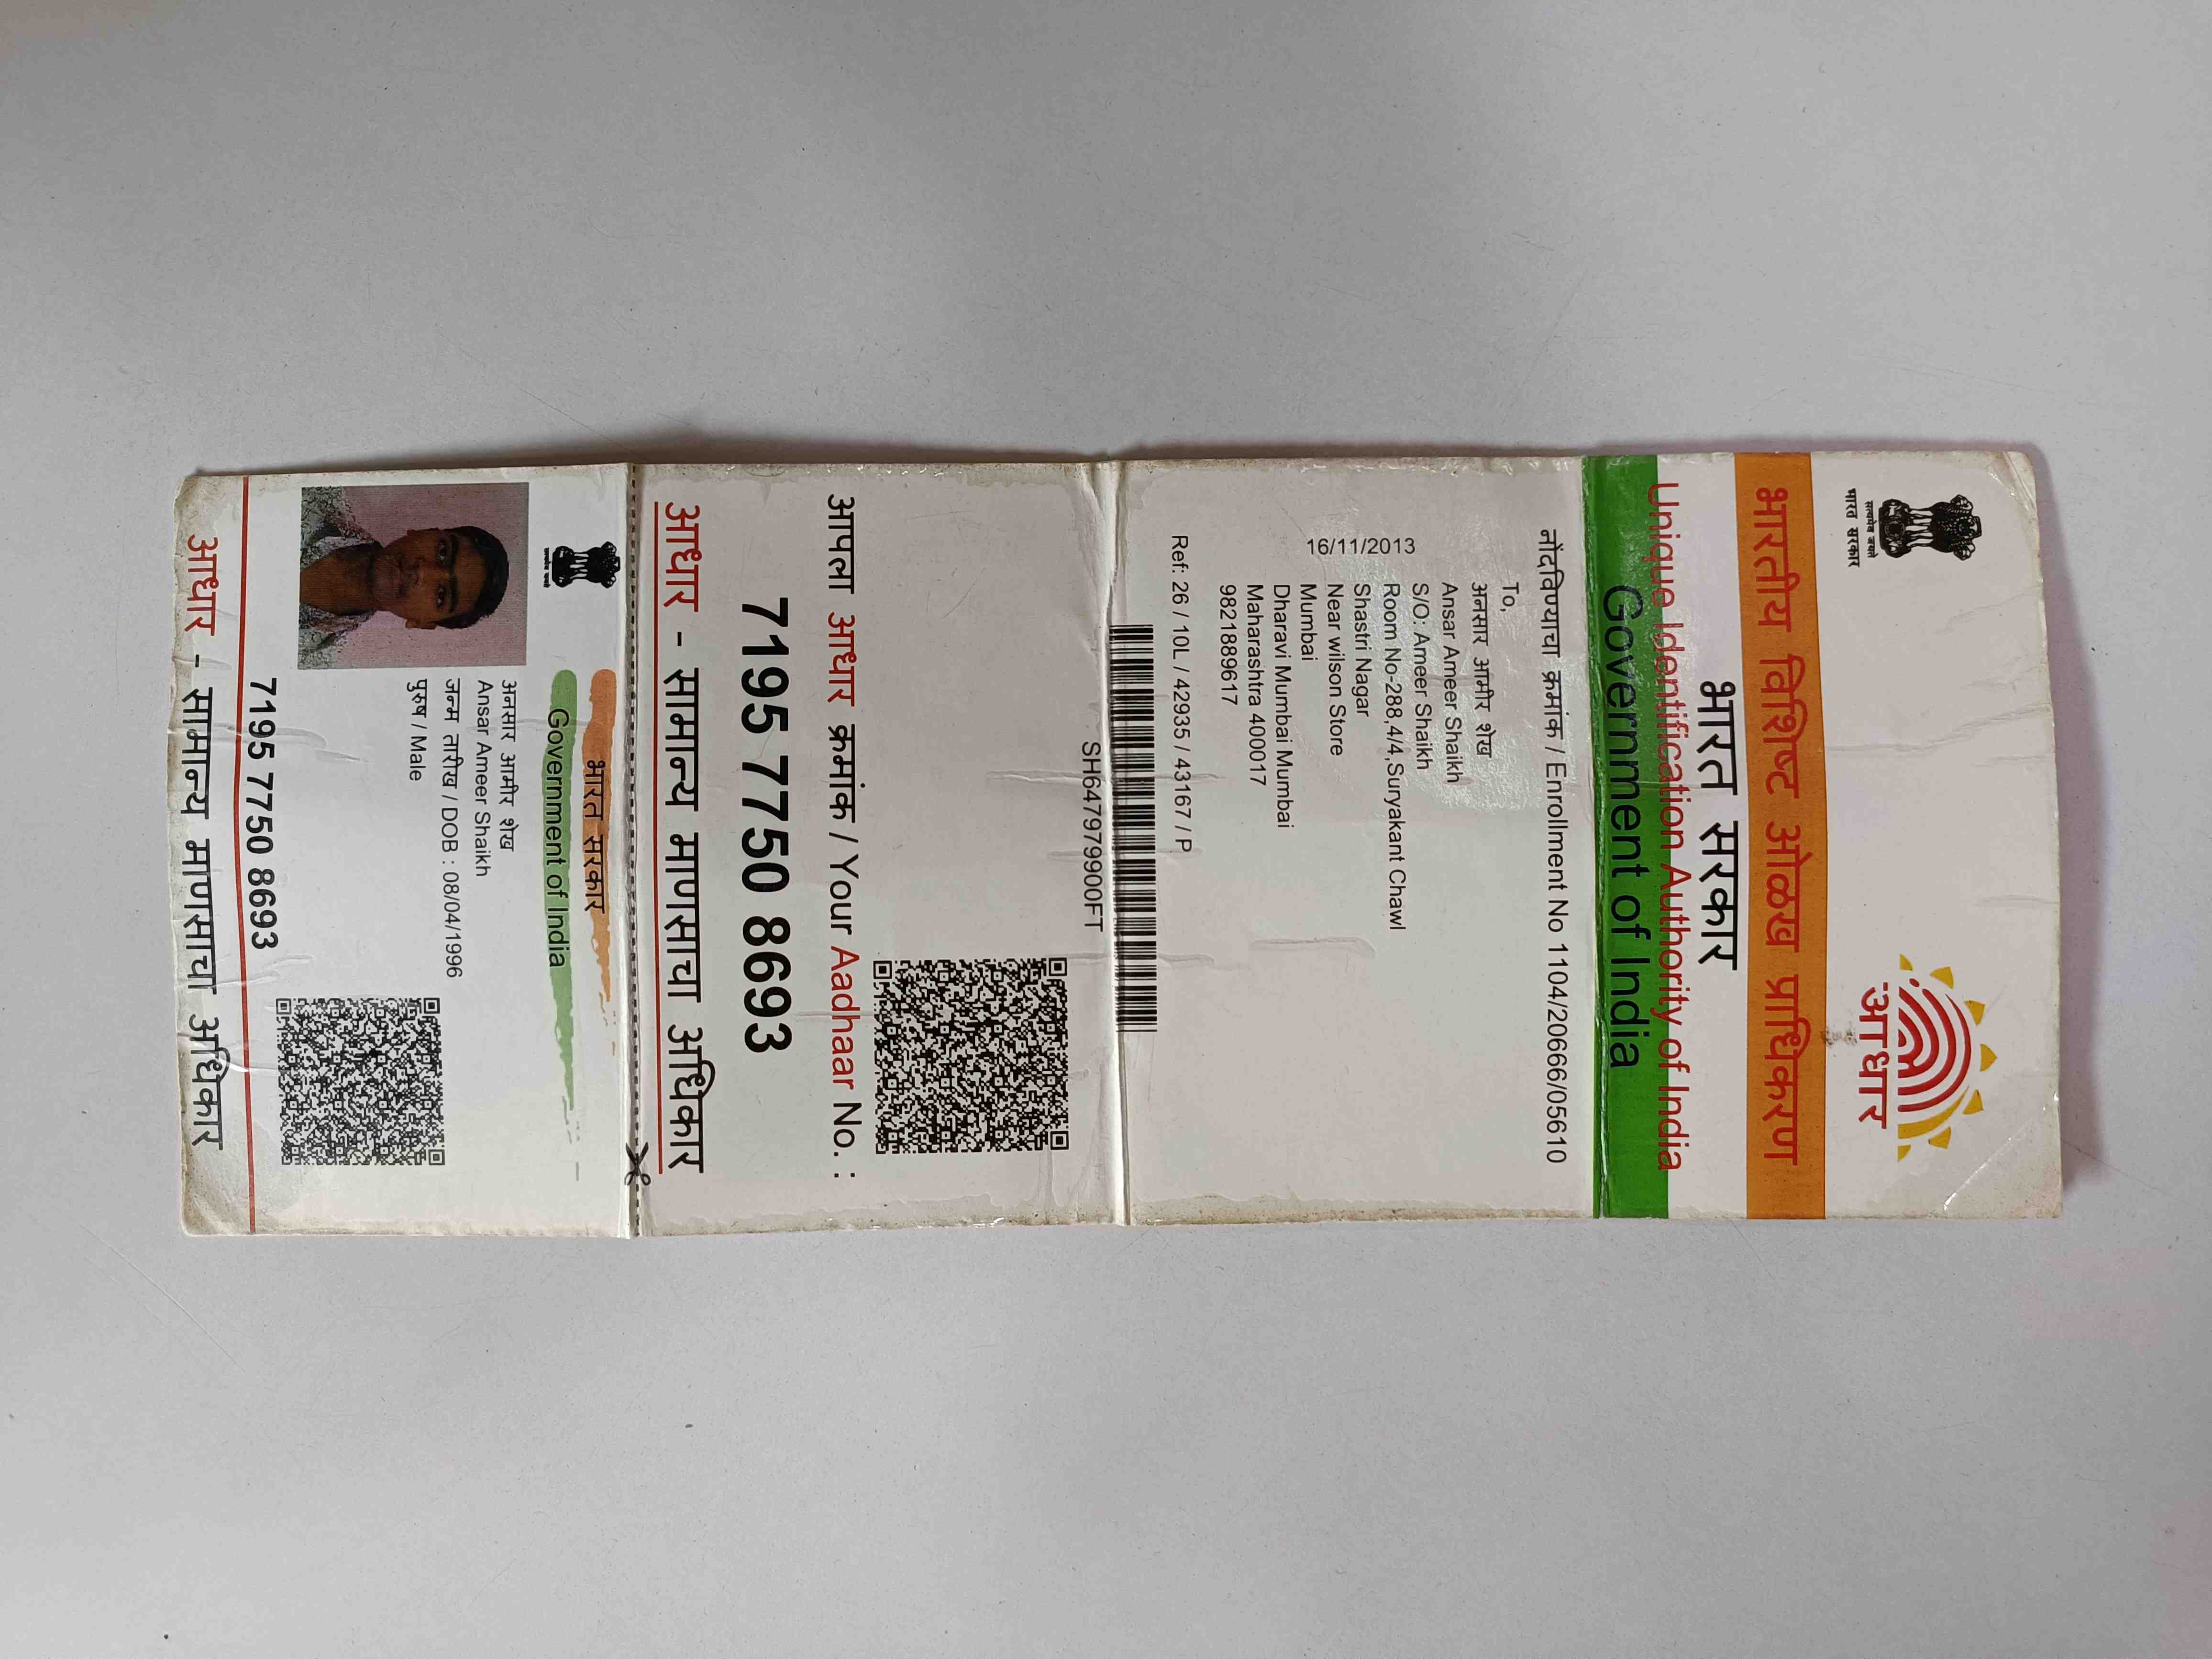 सत्यमेव जयते
भारत सरकार
आधार
भारतीय विशिष्ट ओळख प्राधिकरण
भारत सरकार
Unique Identification Authority of India
Government of India
नोंदविण्याचा क्रमांक / Enrollment No 1104/20666/05610
To,
अनसार आमीर शेख
Ansar Ameer Shaikh
S/O: Ameer Shaikh
Room No-288,4/4,Suryakant Chawl
Shastri Nagar
Near wilson Store
Mumbai
Dharavi Mumbai Mumbai
Maharashtra 400017
9821889617
16/11/2013
Ref: 26 / 10L / 42935 / 43167 / P
SH647979900FT
आपला आधार क्रमांक / Your Aadhaar No. :
7195 7750 8693
आधार - सामान्य माणसाचा अधिकार
भारत सरकार
Government of India
अनसार आमीर शेख
Ansar Ameer Shaikh
जन्म तारीख / DOB : 08/04/1996
पुरुष / Male
7195 7750 8693
आधार - सामान्य माणसाचा अधिकार